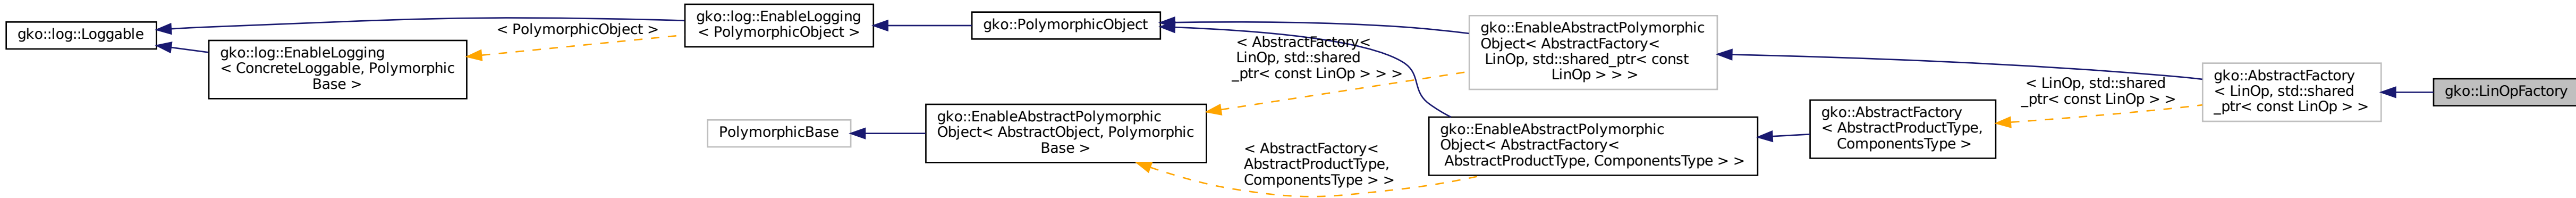 gko::log::Loggable
gko::log::EnableLogging
< ConcreteLoggable, Polymorphic
Base >
< PolymorphicObject >
gko::log::EnableLogging
< PolymorphicObject >
gko::PolymorphicObject
PolymorphicBase
gko::EnableAbstractPolymorphic
Object< AbstractObject, Polymorphic
Base >
< AbstractFactory<
LinOp, std::shared
_ptr< const LinOp > > >
< AbstractFactory<
AbstractProductType,
ComponentsType > >
gko::EnableAbstractPolymorphic
Object< AbstractFactory<
LinOp, std::shared_ptr< const
LinOp > > >
gko::EnableAbstractPolymorphic
Object< AbstractFactory<
AbstractProductType, ComponentsType > >
gko::AbstractFactory
< AbstractProductType,
ComponentsType >
< LinOp, std::shared
_ptr< const LinOp > >
gko::AbstractFactory
< LinOp, std::shared
_ptr< const LinOp > >
gko::LinOpFactory